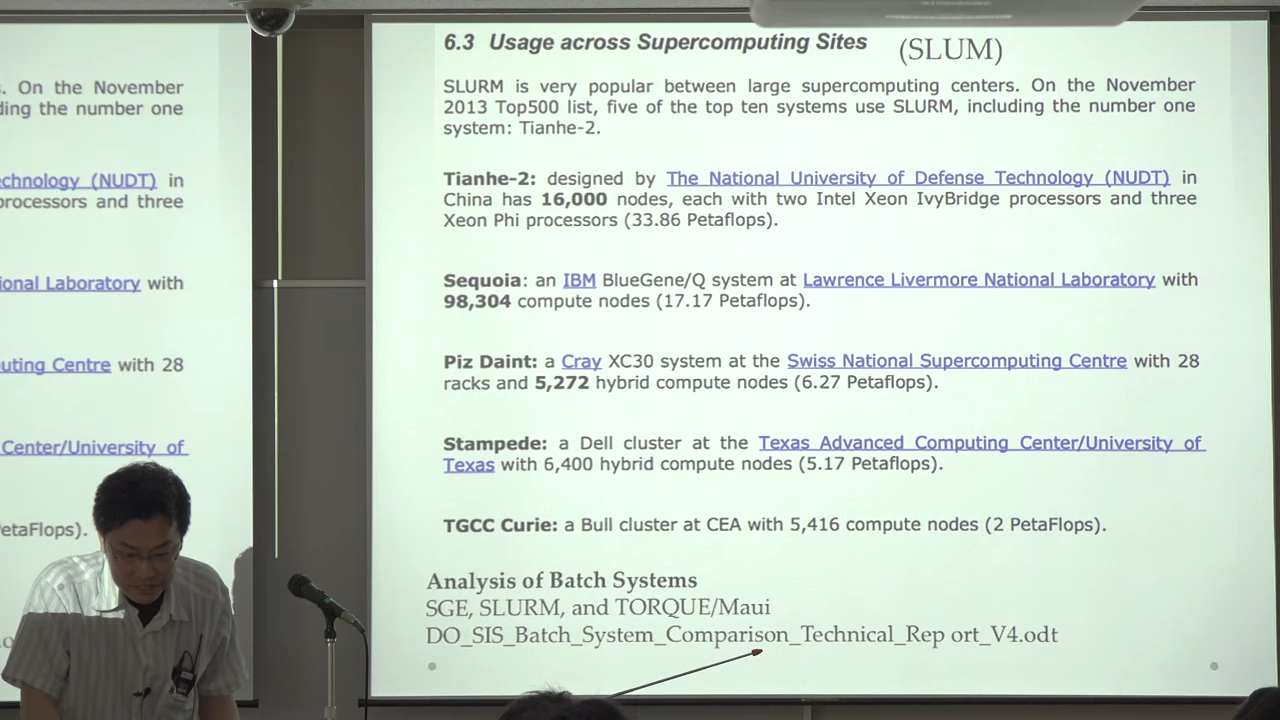 6.3 Usage across Supercomputing Sites (SLUM)
SLURM is very popular between large supercomputing centers. On the November
2013 Top500 list, five of the top ten systems use SLURM, including the number one
system: Tianhe-2.
Tianhe-2: designed by The National University of Defense Technology (NUDT) in
China has 16,000 nodes, each with two Intel Xeon IvyBridge processors and three
Xeon Phi processors (33.86 Petaflops).
Sequoia: an IBM BlueGene/Q system at Lawrence Livermore National Laboratory with
98,304 compute nodes (17.17 Petaflops).
Piz Daint: a Cray XC30 system at the Swiss National Supercomputing Centre with 28
racks and 5,272 hybrid compute nodes (6.27 Petaflops).
Stampede: a Dell cluster at the Texas Advanced Computing Center/University of
Texas with 6,400 hybrid compute nodes (5.17 Petaflops).
TGCC Curie: a Bull cluster at CEA with 5,416 compute nodes (2 PetaFlops).
Analysis of Batch Systems
SGE, SLURM, and TORQUE/Maui
DO_SIS_Batch_System_Comparison_Technical_Rep ort_V4.odt
. On the November
ding the number one
echnology (NUDT) in
processors and three
ional Laboratory with
uting Centre with 28
Center/University of
etaFlops).